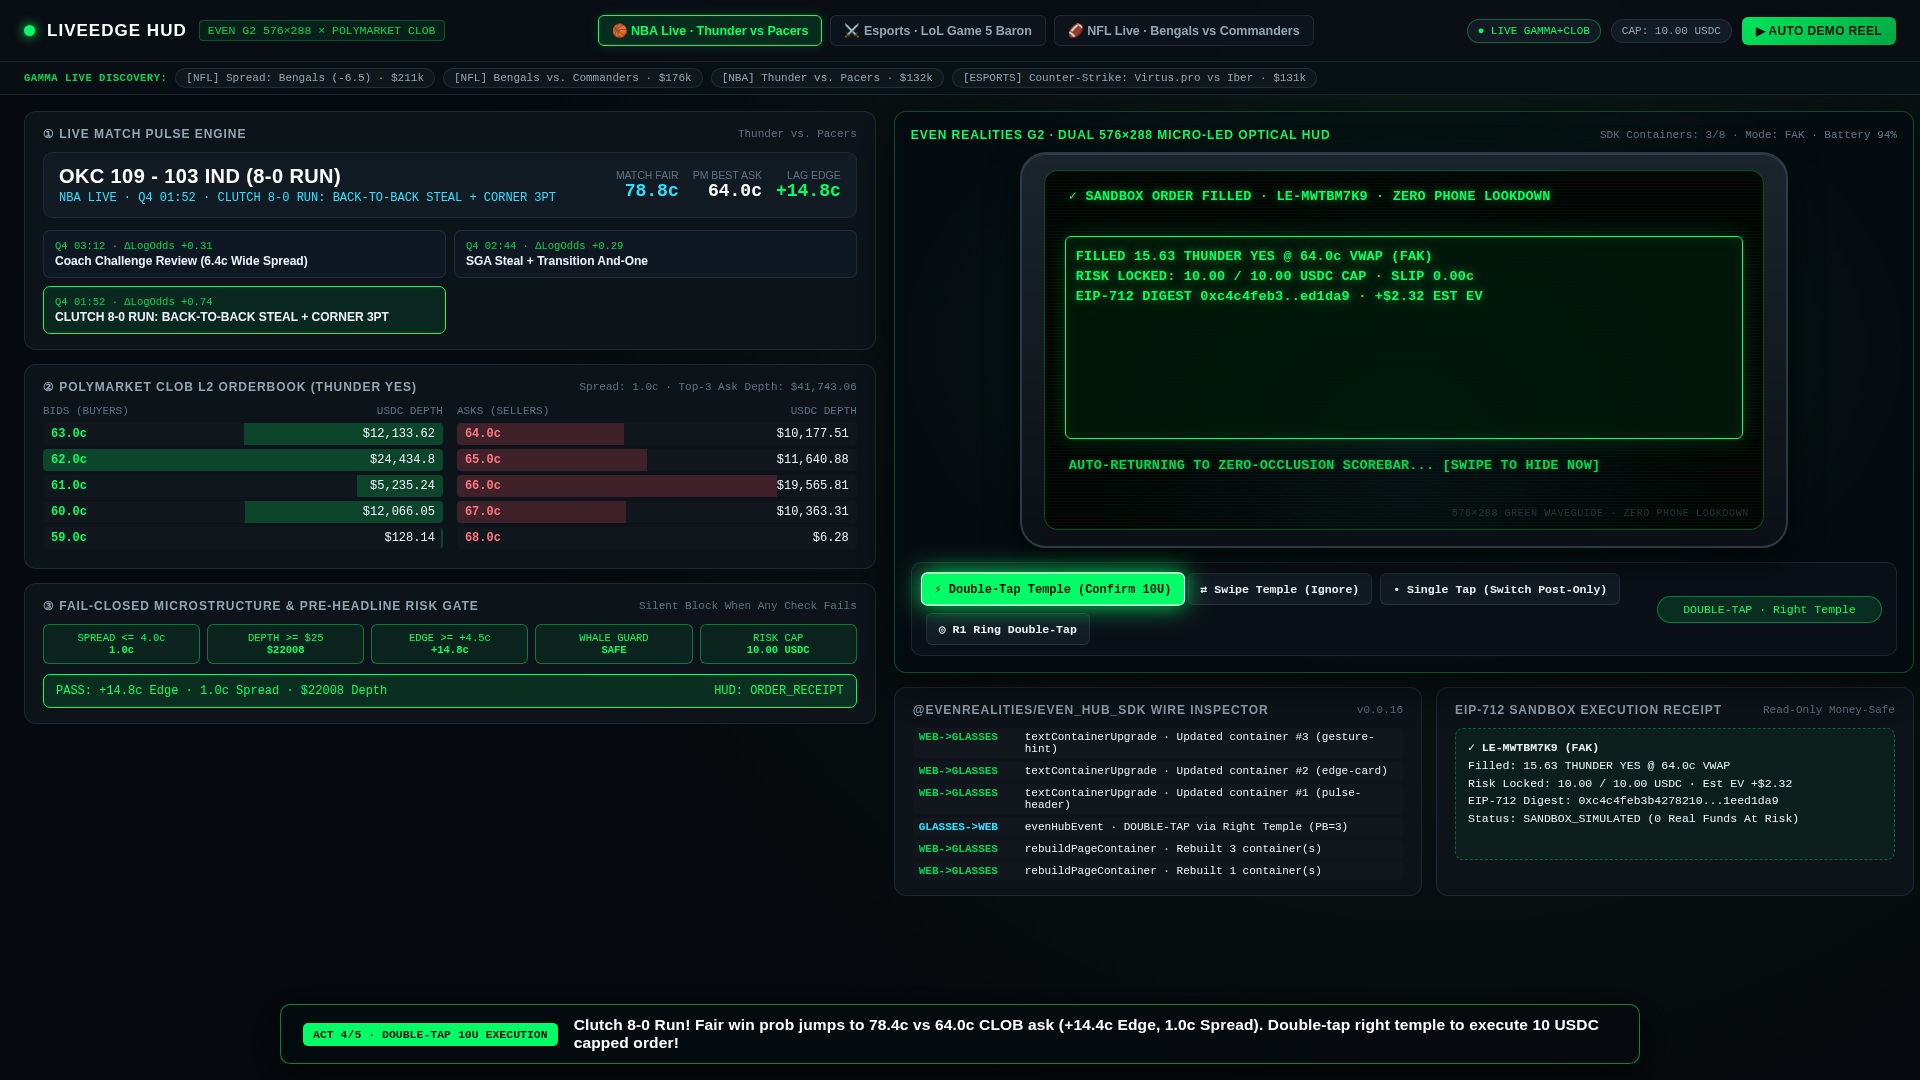 LIVEEDGE HUD
EVEN G2 576×288 × POLYMARKET CLOB
🏀 NBA Live · Thunder vs Pacers
⚔️ Esports · LoL Game 5 Baron
🏈 NFL Live · Bengals vs Commanders
● LIVE GAMMA+CLOB
CAP: 10.00 USDC
▶ AUTO DEMO REEL
GAMMA LIVE DISCOVERY:
[NFL] Spread: Bengals (-6.5) · $211k
[NFL] Bengals vs. Commanders · $176k
[NBA] Thunder vs. Pacers · $132k
[ESPORTS] Counter-Strike: Virtus.pro vs Iber · $131k
① LIVE MATCH PULSE ENGINE
Thunder vs. Pacers
OKC 109 - 103 IND (8-0 RUN)
NBA LIVE · Q4 01:52 · CLUTCH 8-0 RUN: BACK-TO-BACK STEAL + CORNER 3PT
MATCH FAIR
78.8c
PM BEST ASK
64.0c
LAG EDGE
+14.8c
Q4 03:12 · ΔLogOdds +0.31
Coach Challenge Review (6.4c Wide Spread)
Q4 02:44 · ΔLogOdds +0.29
SGA Steal + Transition And-One
Q4 01:52 · ΔLogOdds +0.74
CLUTCH 8-0 RUN: BACK-TO-BACK STEAL + CORNER 3PT
② POLYMARKET CLOB L2 ORDERBOOK (THUNDER YES)
Spread: 1.0c · Top-3 Ask Depth: $41,743.06
BIDS (BUYERS) USDC DEPTH
63.0c $12,133.62
62.0c $24,434.8
61.0c $5,235.24
60.0c $12,066.05
59.0c $128.14
ASKS (SELLERS) USDC DEPTH
64.0c $10,177.51
65.0c $11,640.88
66.0c $19,565.81
67.0c $10,363.31
68.0c $6.28
③ FAIL-CLOSED MICROSTRUCTURE & PRE-HEADLINE RISK GATE
Silent Block When Any Check Fails
SPREAD <= 4.0c
1.0c
DEPTH >= $25
$22008
EDGE >= +4.5c
+14.8c
WHALE GUARD
SAFE
RISK CAP
10.00 USDC
PASS: +14.8c Edge · 1.0c Spread · $22008 Depth
HUD: ORDER_RECEIPT
EVEN REALITIES G2 · DUAL 576×288 MICRO-LED OPTICAL HUD
SDK Containers: 3/8 · Mode: FAK · Battery 94%
✓ SANDBOX ORDER FILLED · LE-MWTBM7K9 · ZERO PHONE LOOKDOWN
FILLED 15.63 THUNDER YES @ 64.0c VWAP (FAK)
RISK LOCKED: 10.00 / 10.00 USDC CAP · SLIP 0.00c
EIP-712 DIGEST 0xc4c4feb3..ed1da9 · +$2.32 EST EV
AUTO-RETURNING TO ZERO-OCCLUSION SCOREBAR... [SWIPE TO HIDE NOW]
576×288 GREEN WAVEGUIDE · ZERO PHONE LOOKDOWN
⚡ Double-Tap Temple (Confirm 10U)
⇄ Swipe Temple (Ignore)
• Single Tap (Switch Post-Only)
◎ R1 Ring Double-Tap
DOUBLE-TAP · Right Temple
@EVENREALITIES/EVEN_HUB_SDK WIRE INSPECTOR
v0.0.16
WEB->GLASSES textContainerUpgrade · Updated container #3 (gesture-
hint)
WEB->GLASSES textContainerUpgrade · Updated container #2 (edge-card)
WEB->GLASSES textContainerUpgrade · Updated container #1 (pulse-
header)
GLASSES->WEB evenHubEvent · DOUBLE-TAP via Right Temple (PB=3)
WEB->GLASSES rebuildPageContainer · Rebuilt 3 container(s)
WEB->GLASSES rebuildPageContainer · Rebuilt 1 container(s)
EIP-712 SANDBOX EXECUTION RECEIPT
Read-Only Money-Safe
✓ LE-MWTBM7K9 (FAK)
Filled: 15.63 THUNDER YES @ 64.0c VWAP
Risk Locked: 10.00 / 10.00 USDC · Est EV +$2.32
EIP-712 Digest: 0xc4c4feb3b4278210...1eed1da9
Status: SANDBOX_SIMULATED (0 Real Funds At Risk)
ACT 4/5 · DOUBLE-TAP 10U EXECUTION
Clutch 8-0 Run! Fair win prob jumps to 78.4c vs 64.0c CLOB ask (+14.4c Edge, 1.0c Spread). Double-tap right temple to execute 10 USDC
capped order!